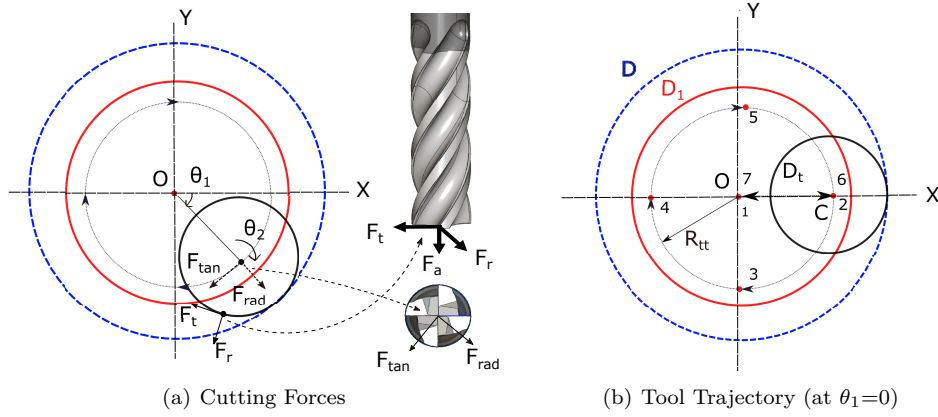 Y
O
θ1
X
θ2
Ftan
Frad
Ft
Fr
Ft
Fa
Fr
Ftan
Frad
(a) Cutting Forces
Y
D
D1
5
Dt
O
7
6
X
1
C
2
4
Rtt
3
(b) Tool Trajectory (at θ1=0)